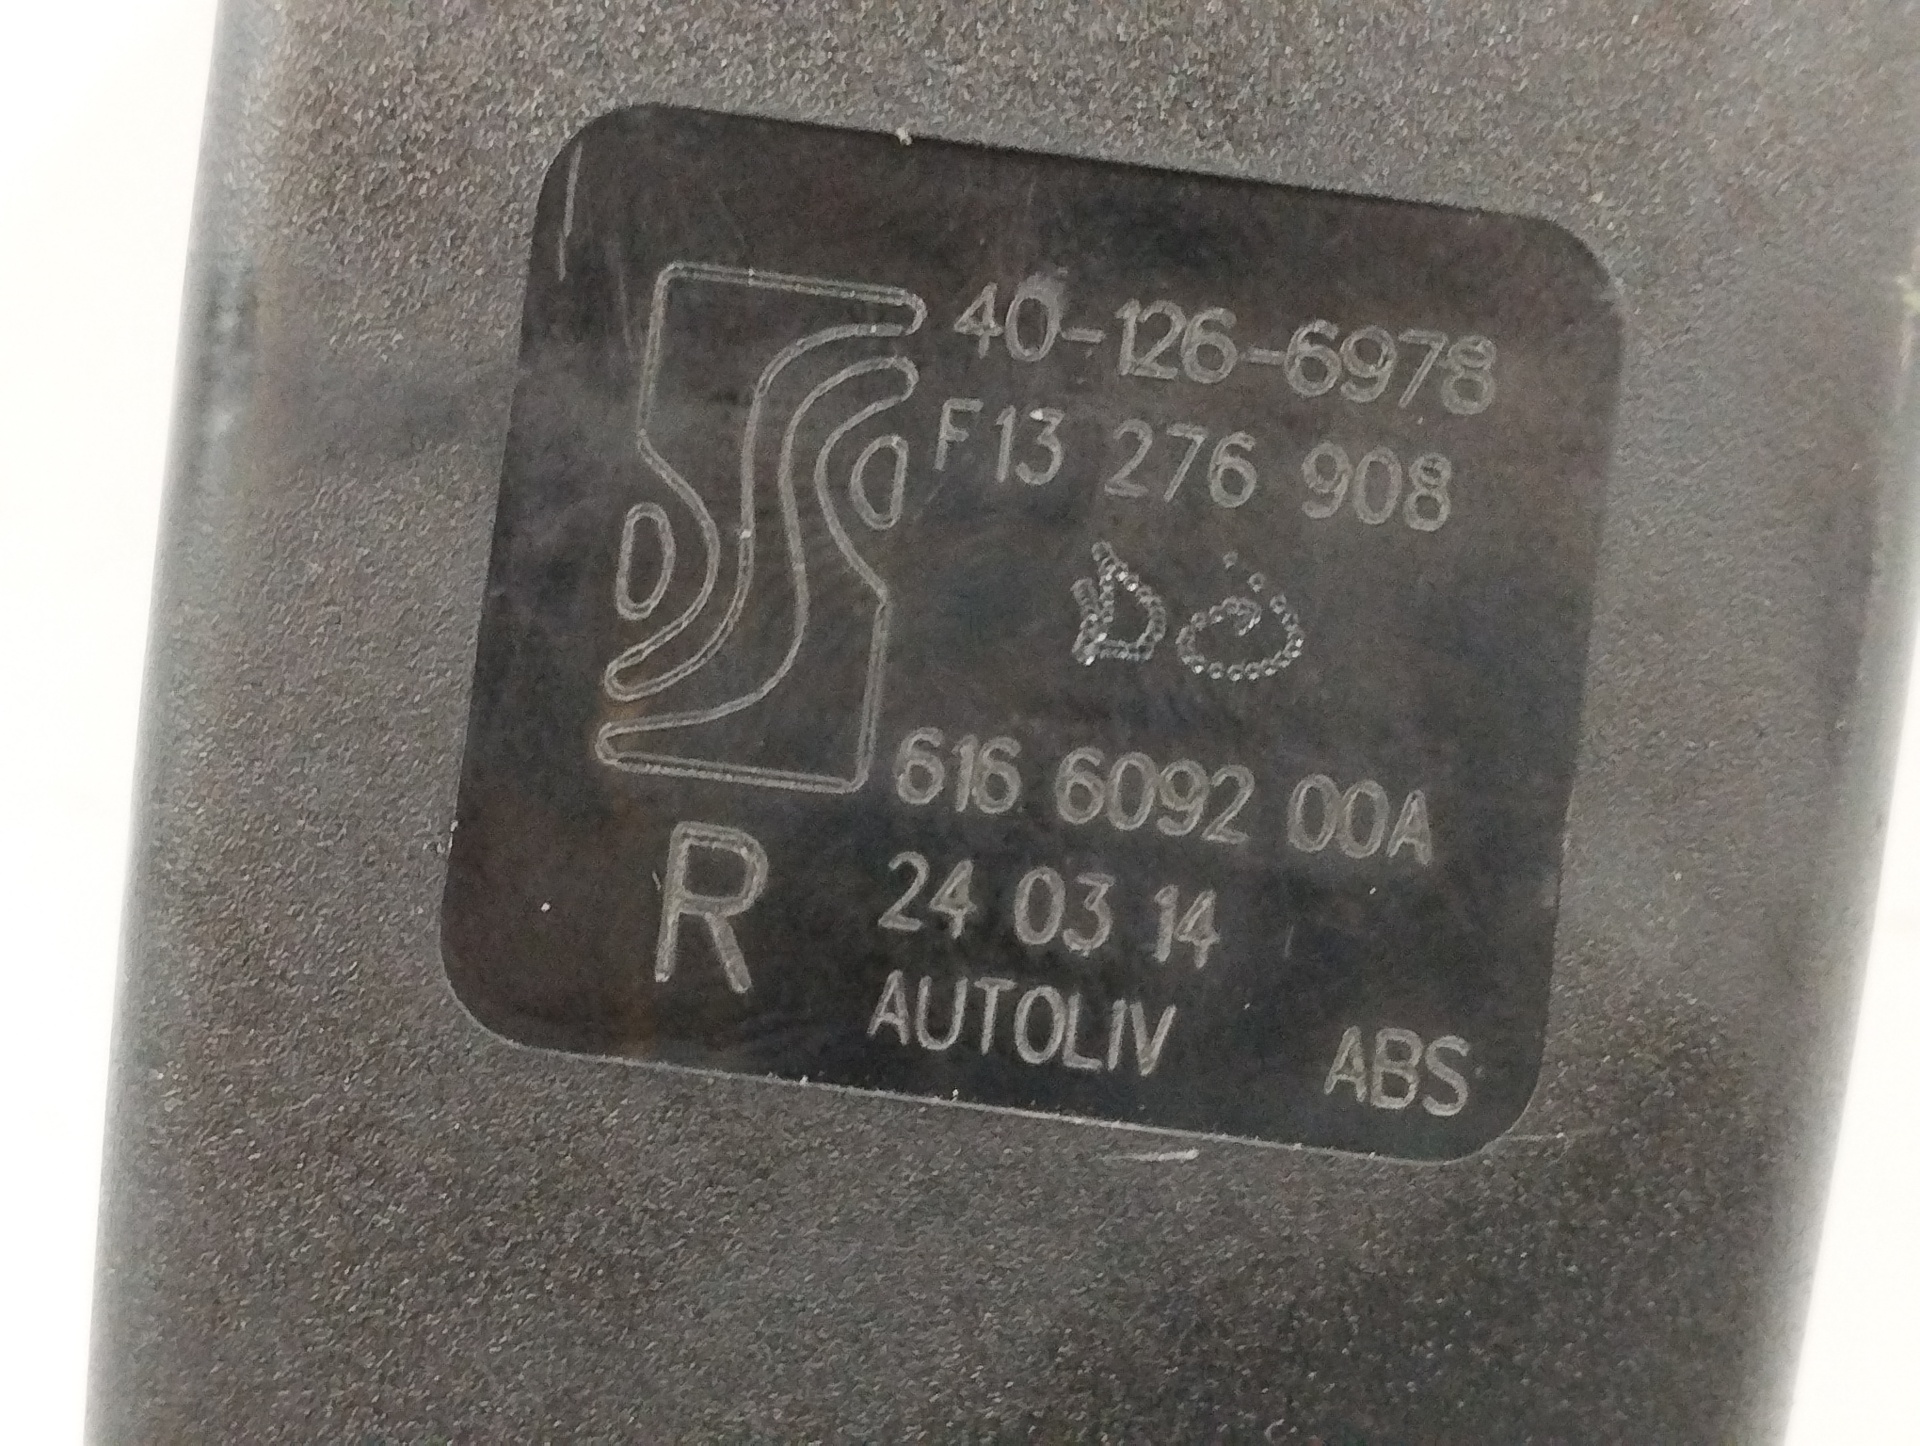 40-126-6978
F13 276 908
616 6092 00A
R
24 03 14
AUTOLIV
ABS